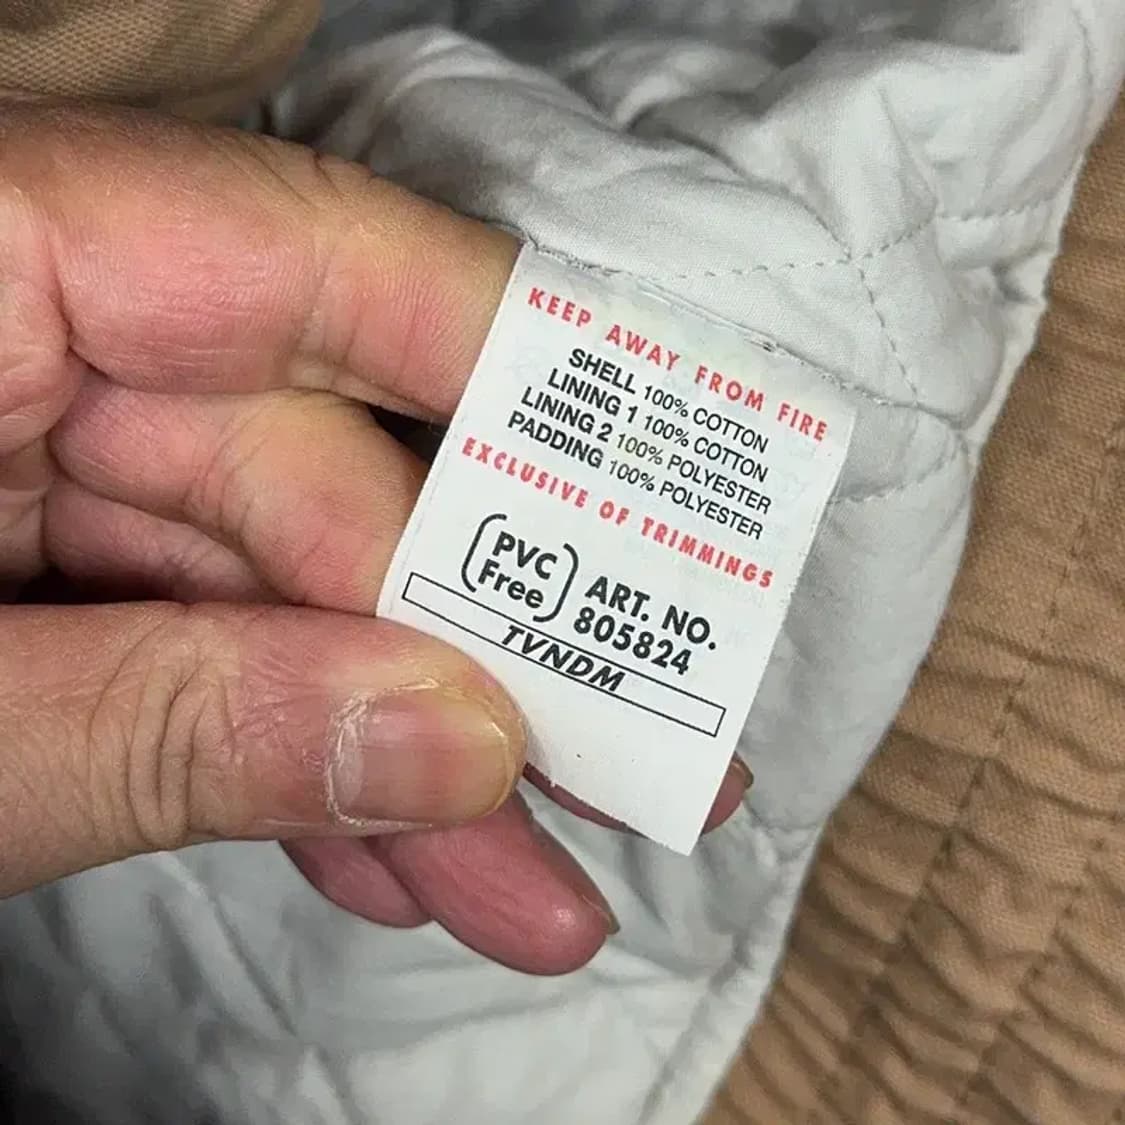 KEEP AWAY FROM FIRE
SHELL 100% COTTON
LINING 1 100% COTTON
LINING 2 100% POLYESTER
PADDING 100% POLYESTER
EXCLUSIVE OF TRIMMINGS
PVC
Free
ART. NO.
805824
TVNDM